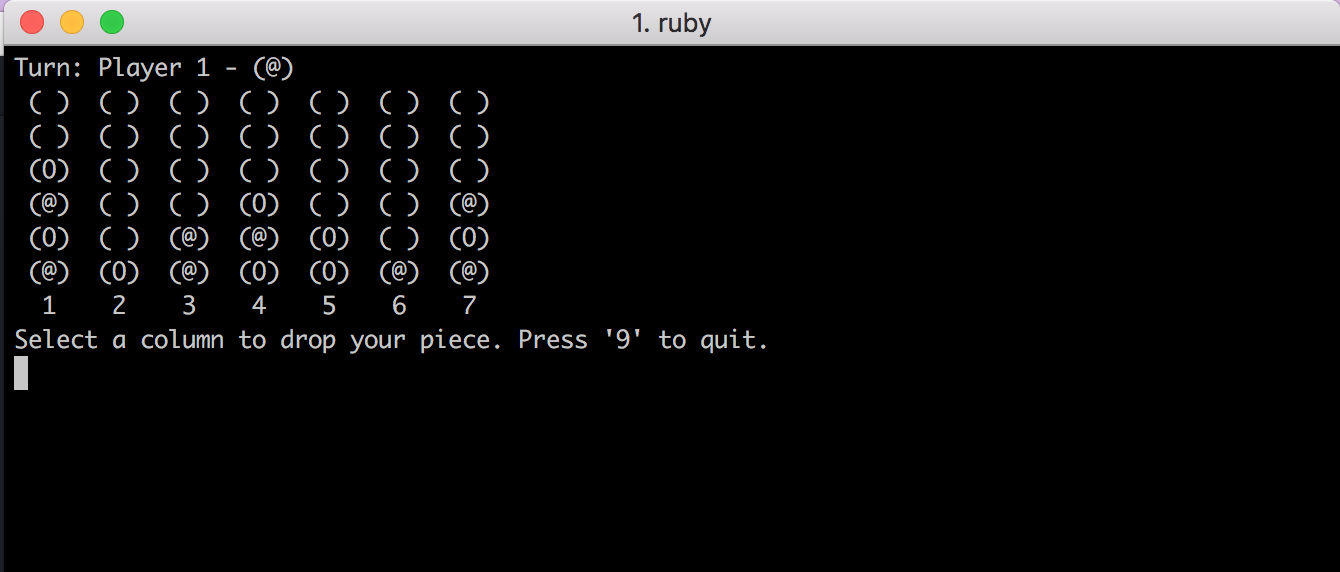 1. ruby
Turn: Player 1 - (@)
( ) ( ) ( ) ( ) ( ) ( ) ( )
( ) ( ) ( ) ( ) ( ) ( ) ( )
(O) ( ) ( ) ( ) ( ) ( ) ( )
(@) ( ) ( ) (O) ( ) ( ) (@)
(O) ( ) (@) (@) (O) ( ) (O)
(@) (O) (@) (O) (O) (@) (@)
1 2 3 4 5 6 7
Select a column to drop your piece. Press '9' to quit.